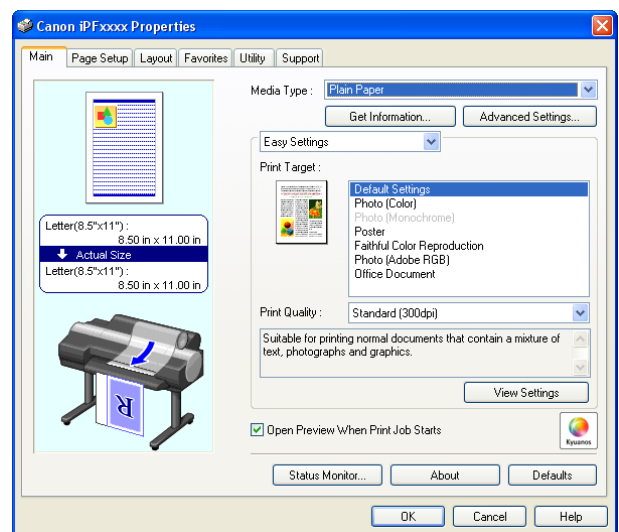 Canon iPFxxxx Properties
Main Page Setup Layout Favorites Utility Support
Media Type : Plain Paper
Get Information... Advanced Settings...
Easy Settings
Print Target :
Default Settings
Photo (Color)
Photo (Monochrome)
Poster
Faithful Color Reproduction
Photo (Adobe RGB)
Office Document
Letter(8.5"x11") :
8.50 in x 11.00 in
Actual Size
Letter(8.5"x11") :
8.50 in x 11.00 in
Print Quality : Standard (300dpi)
Suitable for printing normal documents that contain a mixture of
text, photographs and graphics.
View Settings
R
Open Preview When Print Job Starts
Kyuanos
Status Monitor... About Defaults
OK Cancel Help